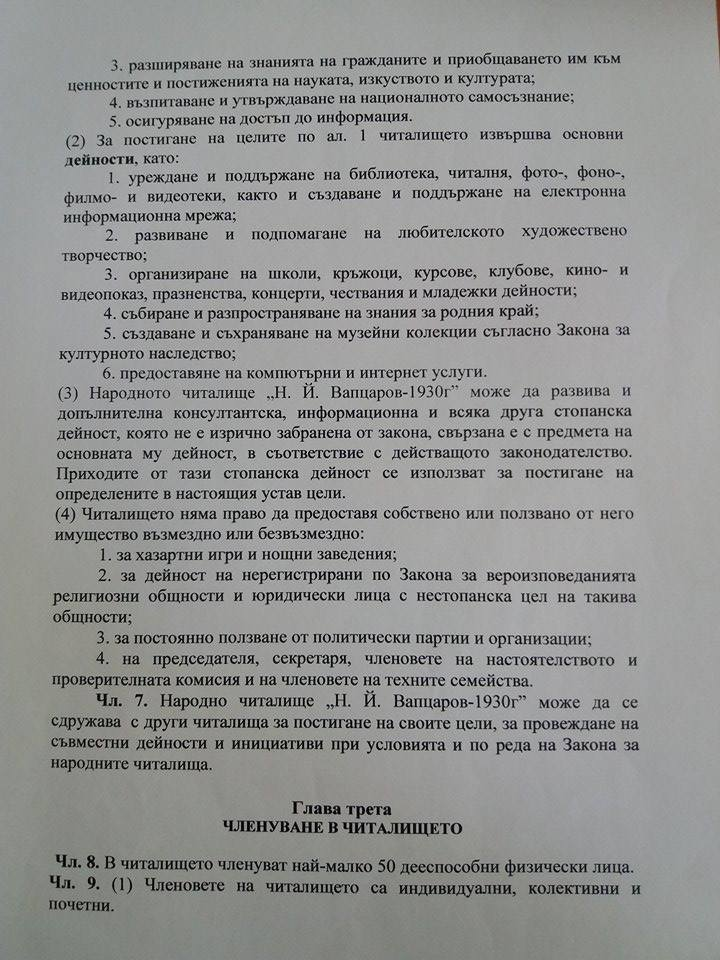 3. разширяване на знанията на гражданите и приобщаването им към
ценностите и постиженията на науката, изкуството и културата;
4. възпитаване и утвърждаване на националното самосъзнание;
5. осигуряване на достъп до информация.
(2) За постигане на целите по ал. 1 читалището извършва основни
дейности, като:
1. уреждане и поддържане на библиотека, читалня, фото-, фоно-,
филмо- и видеотеки, както и създаване и поддържане на електронна
информационна мрежа;
2. развиване и подпомагане на любителското художествено
творчество;
3. организиране на школи, кръжоци, курсове, клубове, кино- и
видеопоказ, празненства, концерти, чествания и младежки дейности;
4. събиране и разпространяване на знания за родния край;
5. създаване и съхраняване на музейни колекции съгласно Закона за
културното наследство;
6. предоставяне на компютърни и интернет услуги.
(3) Народното читалище „Н. Й. Вапцаров-1930г” може да развива и
допълнителна консултантска, информационна и всяка друга стопанска
дейност, която не е изрично забранена от закона, свързана е с предмета на
основната му дейност, в съответствие с действащото законодателство.
Приходите от тази стопанска дейност се използват за постигане на
определените в настоящия устав цели.
(4) Читалището няма право да предоставя собствено или ползвано от него
имущество възмездно или безвъзмездно:
1. за хазартни игри и нощни заведения;
2. за дейност на нерегистрирани по Закона за вероизповеданията
религиозни общности и юридически лица с нестопанска цел на такива
общности;
3. за постоянно ползване от политически партии и организации;
4. на председателя, секретаря, членовете на настоятелството и
проверителната комисия и на членовете на техните семейства.
Чл. 7. Народно читалище „Н. Й. Вапцаров-1930г” може да се
сдружава с други читалища за постигане на своите цели, за провеждане на
съвместни дейности и инициативи при условията и по реда на Закона за
народните читалища.
Глава трета
ЧЛЕНУВАНЕ В ЧИТАЛИЩЕТО
Чл. 8. В читалището членуват най-малко 50 дееспособни физически лица.
Чл. 9. (1) Членовете на читалището са индивидуални, колективни и
почетни.